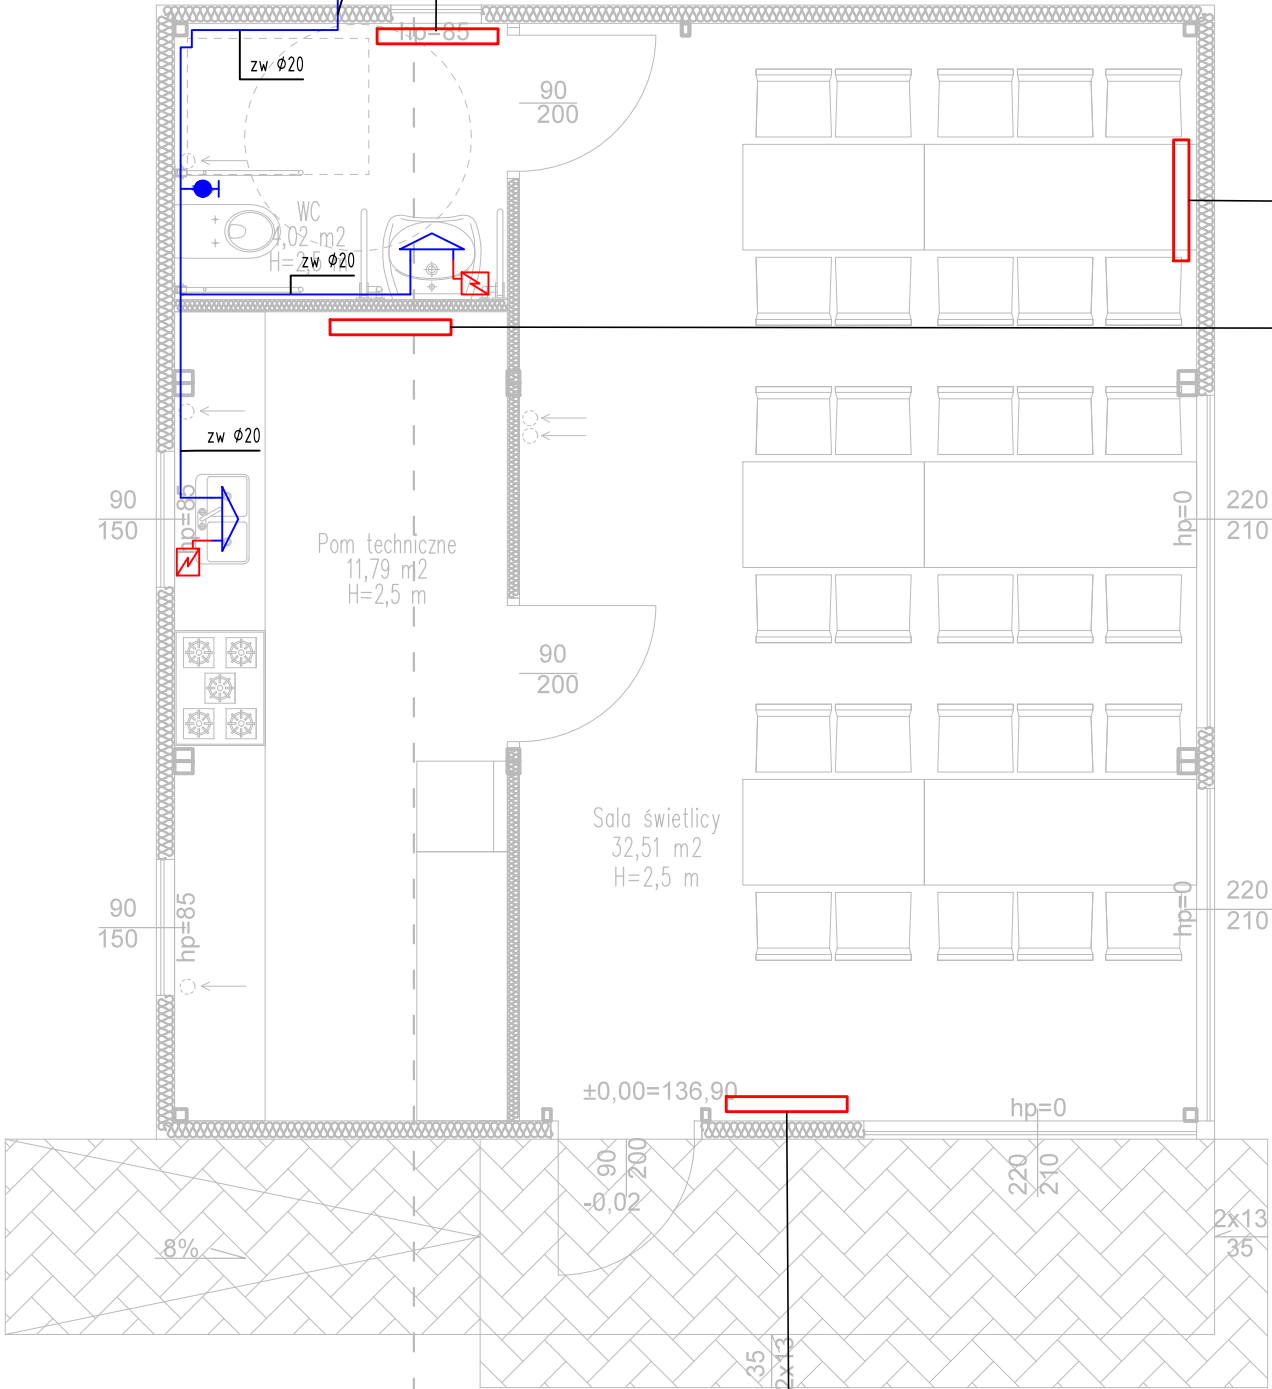 hp=85
zw Ø20
90
200
WC
4,02 m2
H=2,5 m
zw Ø20
zw Ø20
90
150
hp=85
Pom techniczne
11,79 m2
H=2,5 m
hp=0
220
210
90
200
Sala świetlicy
32,51 m2
H=2,5 m
90
150
hp=85
hp=0
220
210
±0,00=136,90
hp=0
90
200
-0,02
220
210
8%
2x13
35
35
2x13